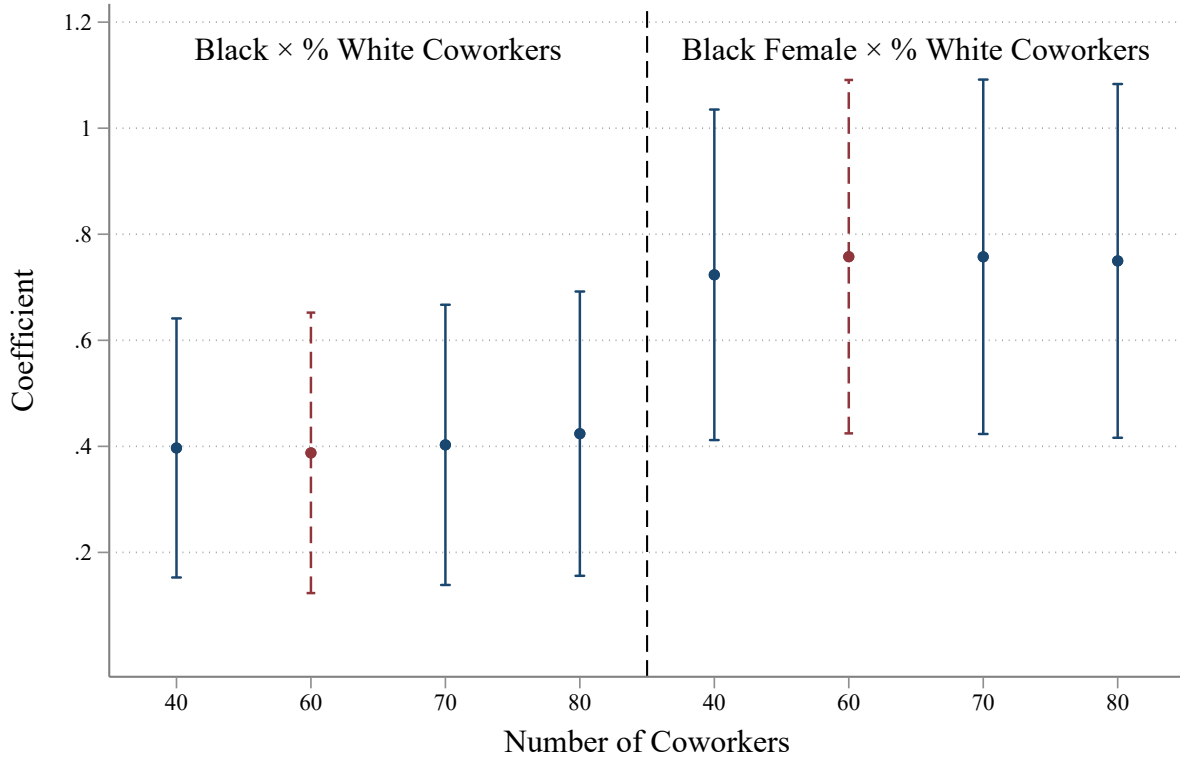 Black × % White Coworkers
Black Female × % White Coworkers
Coefficient
1.2
1
.8
.6
.4
.2
40 60 70 80 40 60 70 80
Number of Coworkers